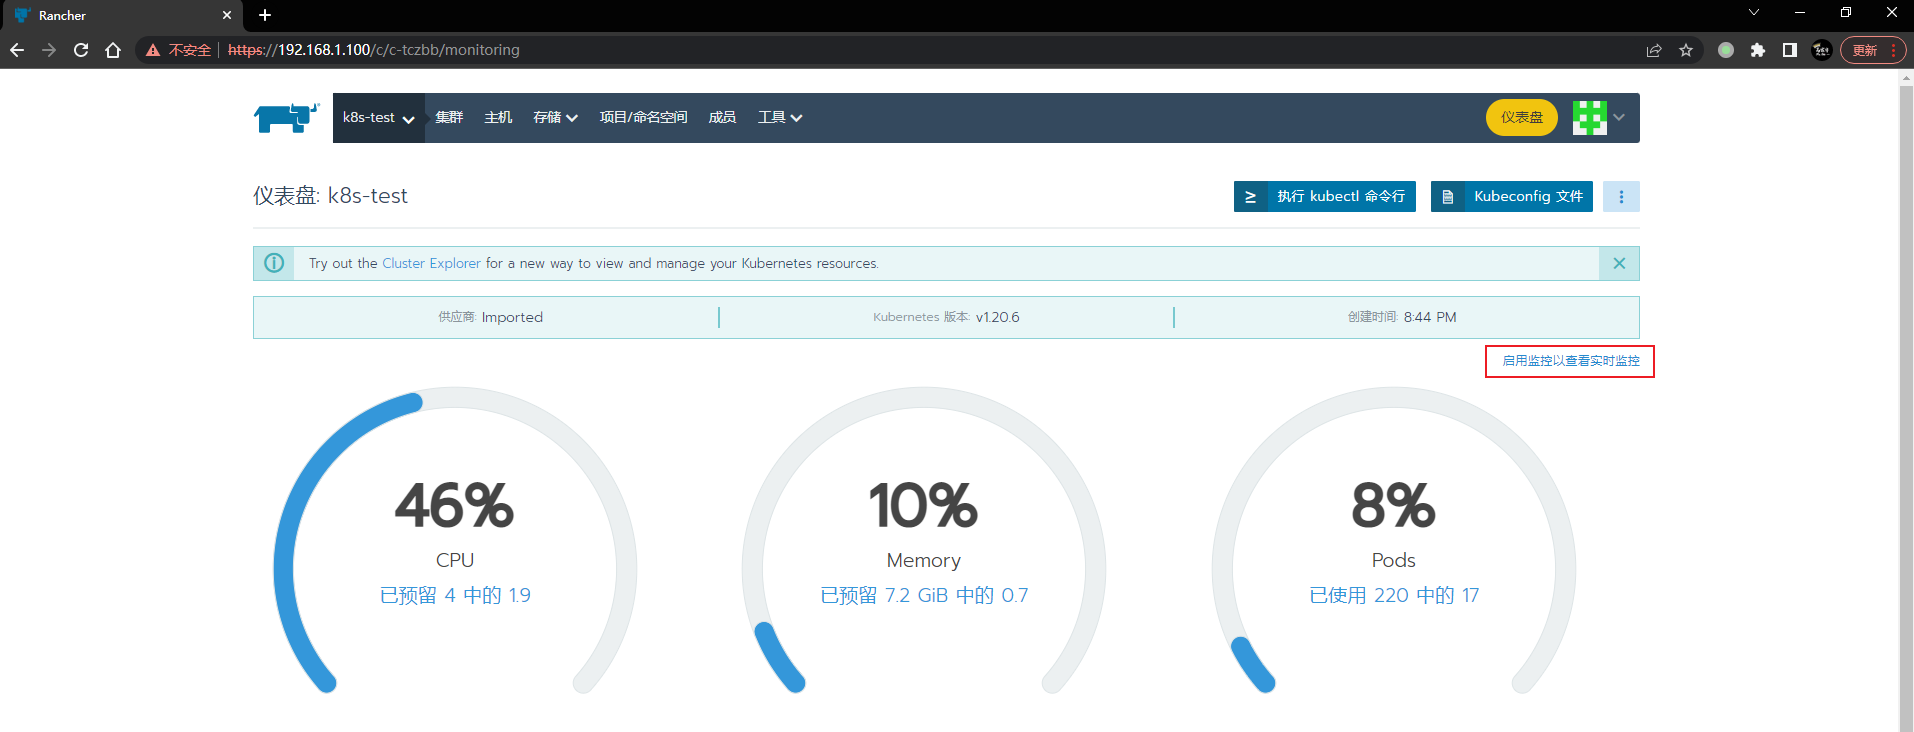 Rancher
不安全 https://192.168.1.100/c/c-tczbb/monitoring
更新
k8s-test 集群 主机 存储 项目/命名空间 成员 工具 仪表盘
仪表盘: k8s-test
执行 kubectl 命令行 Kubeconfig 文件
Try out the Cluster Explorer for a new way to view and manage your Kubernetes resources.
供应商: Imported Kubernetes 版本: v1.20.6 创建时间: 8:44 PM
启用监控以查看实时监控
46%
CPU
已预留 4 中的 1.9
10%
Memory
已预留 7.2 GiB 中的 0.7
8%
Pods
已使用 220 中的 17